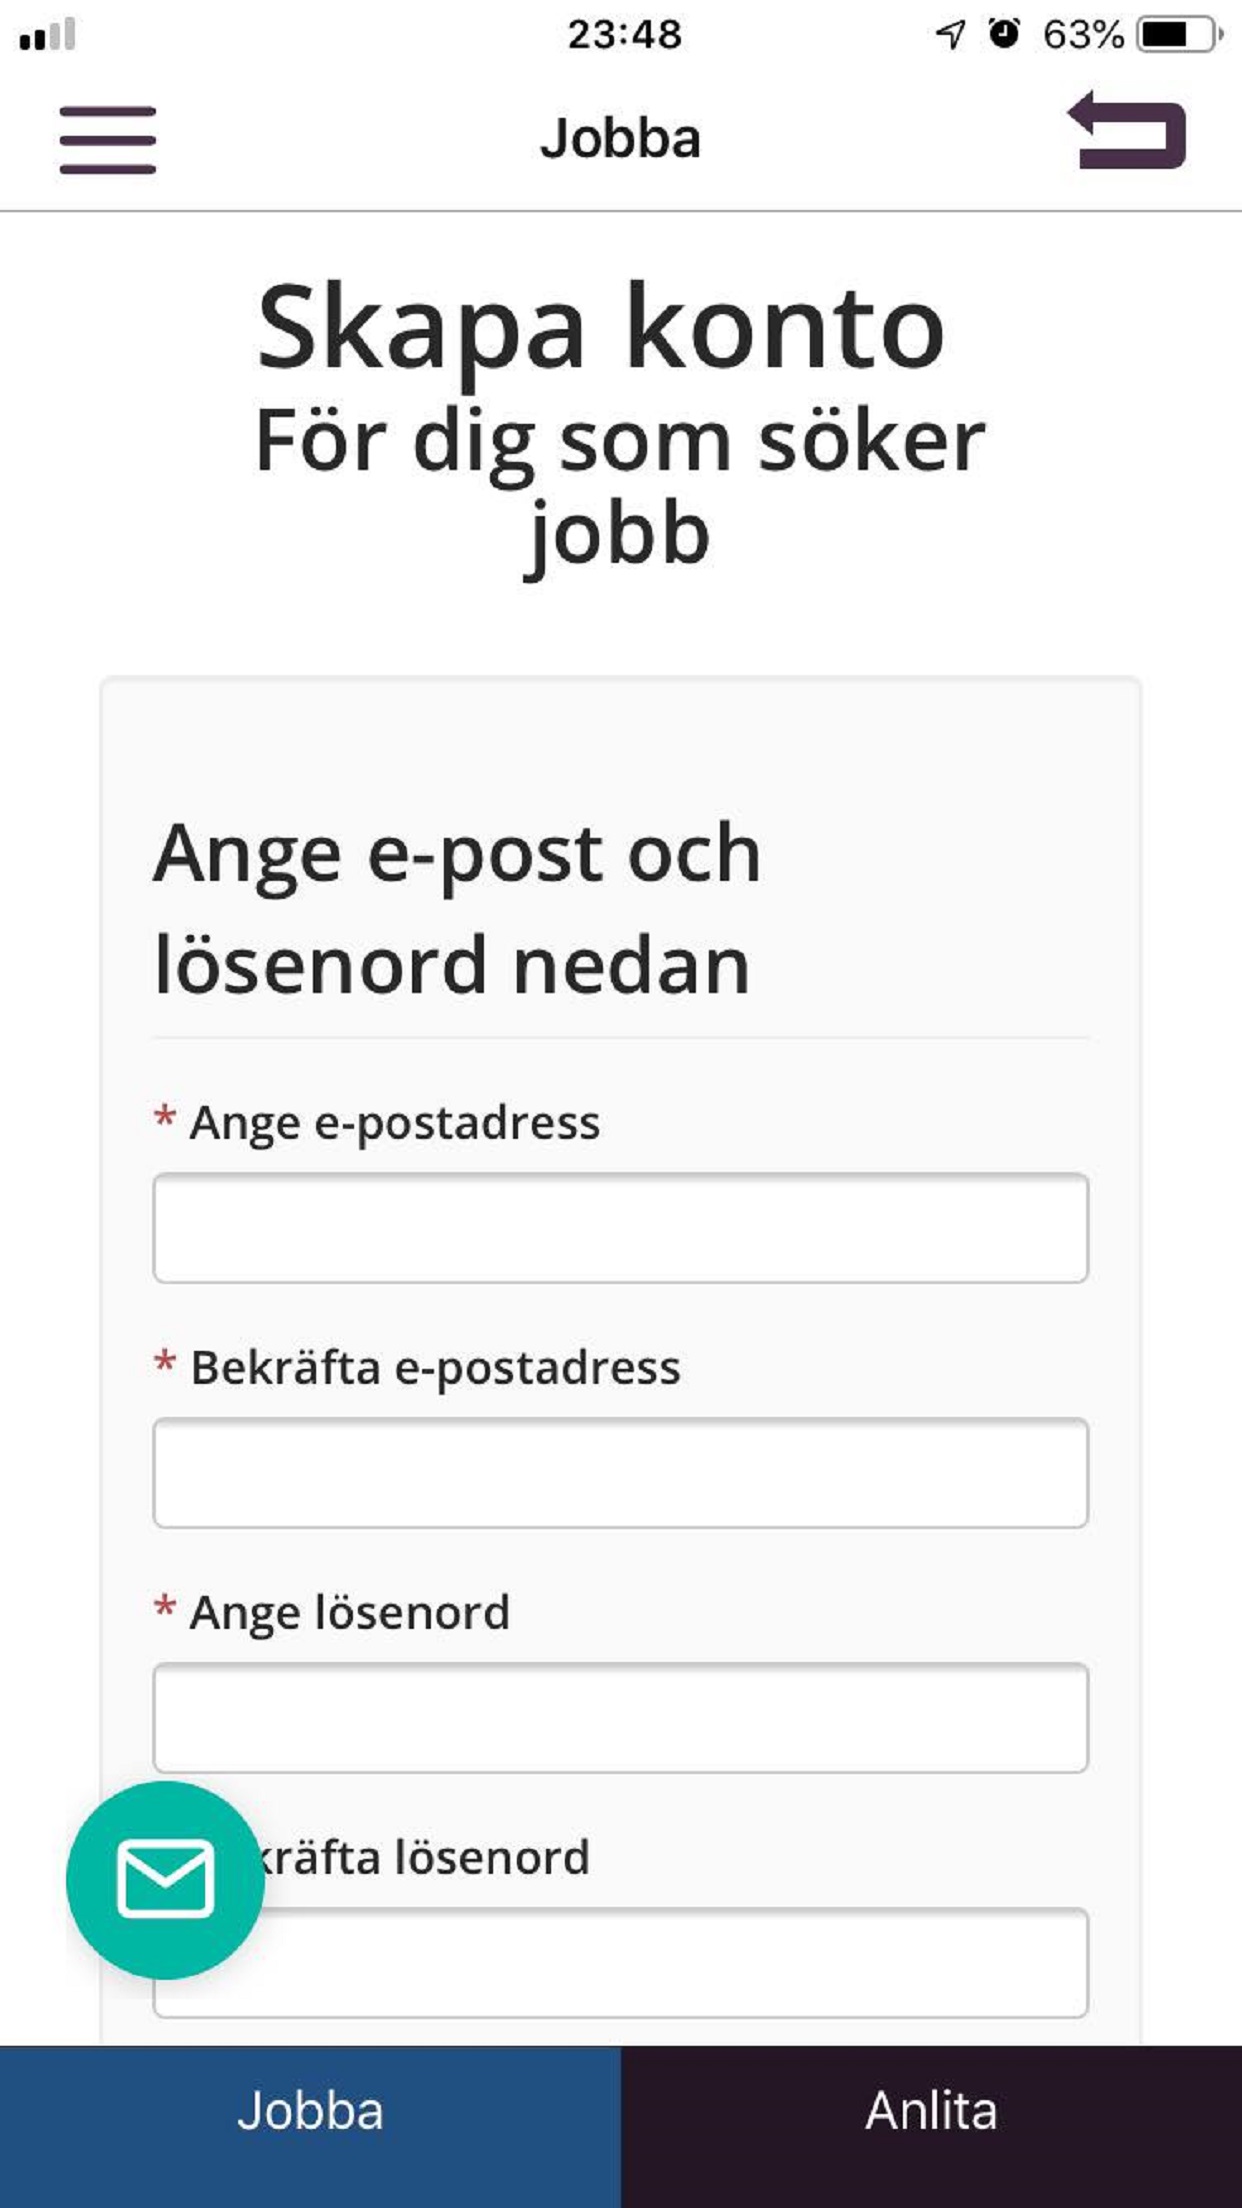 23:48
63%
Jobba
Skapa konto
För dig som söker
jobb
Ange e-post och
lösenord nedan
* Ange e-postadress
* Bekräfta e-postadress
* Ange lösenord
kräfta lösenord
Jobba
Anlita